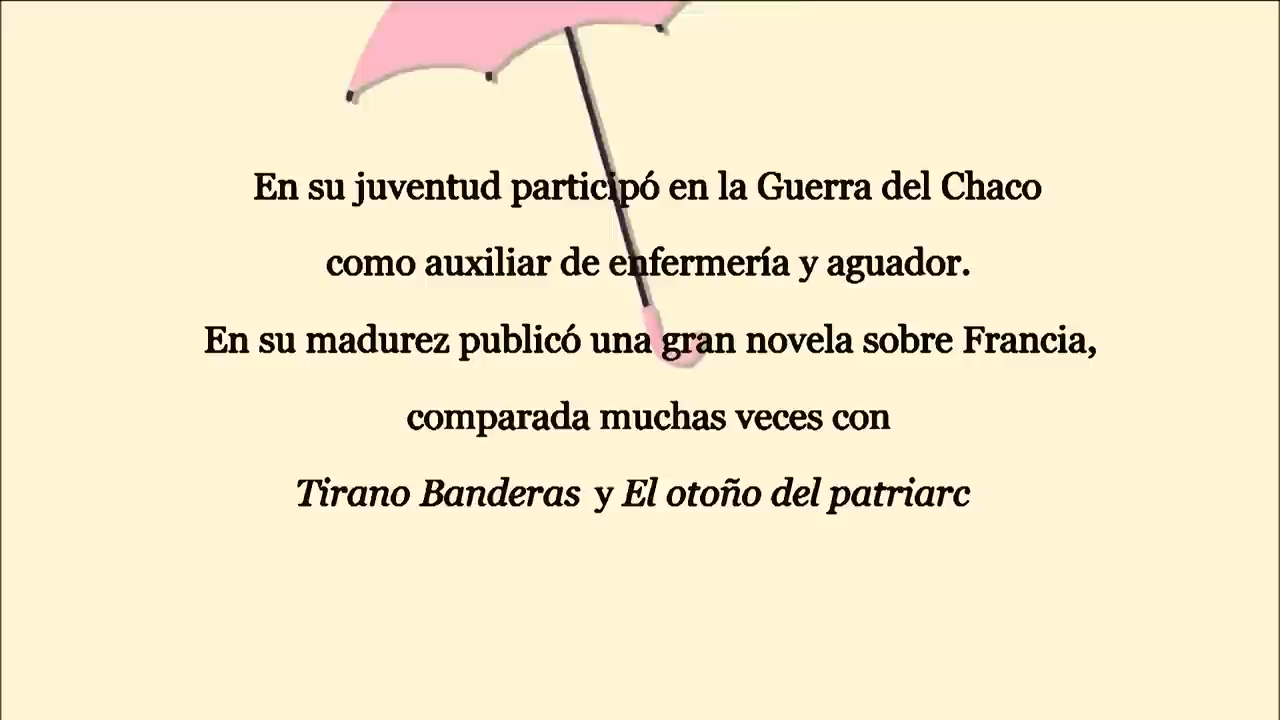 En su juventud participó en la Guerra del Chaco
como auxiliar de enfermería y aguador.
En su madurez publicó una gran novela sobre Francia,
comparada muchas veces con
Tirano Banderas y El otoño del patriarc